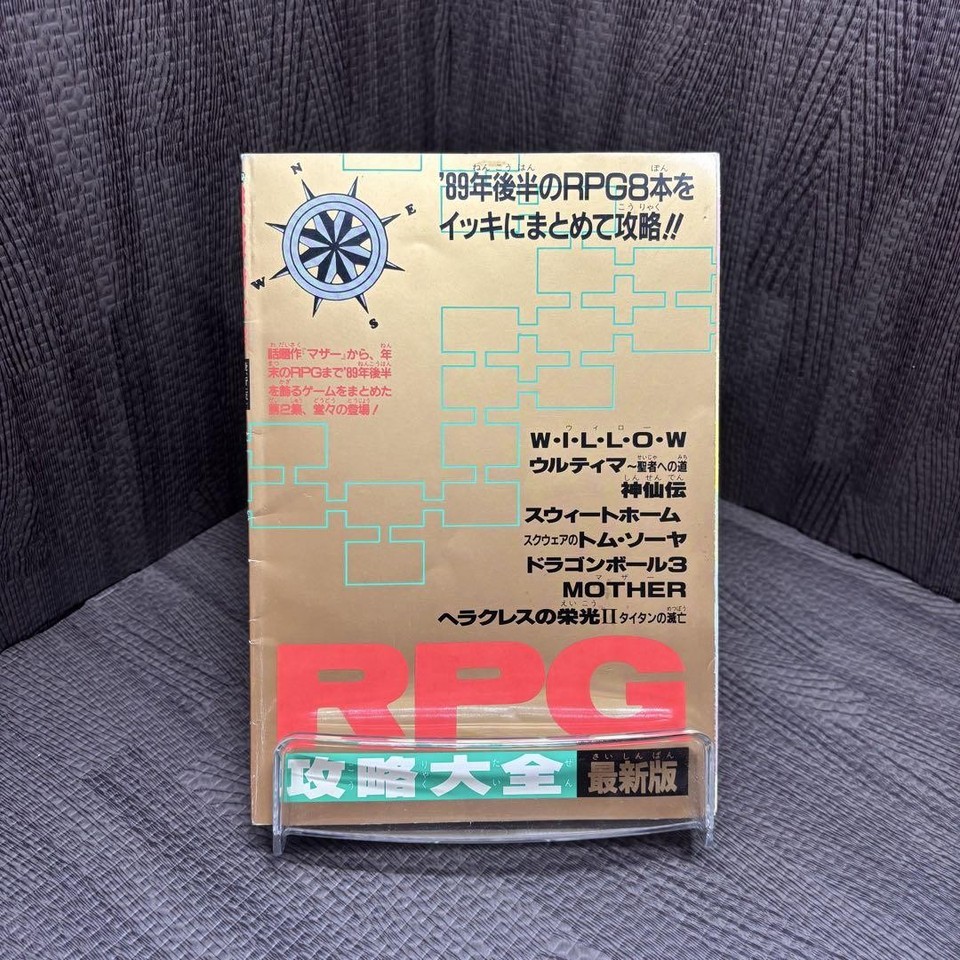 N
E
W
S
'89年後半のRPG8本を
イッキにまとめて攻略!!
話題作『マザー』から、年
末のRPGまで'89年後半
を飾るゲームをまとめた
第2集、堂々の登場!
W・I・L・L・O・W
ウルティマ～聖者への道
神仙伝
スウィートホーム
スクウェアのトム・ソーヤ
ドラゴンボール3
MOTHER
ヘラクレスの栄光II タイタンの滅亡
RPG
攻略大全 最新版